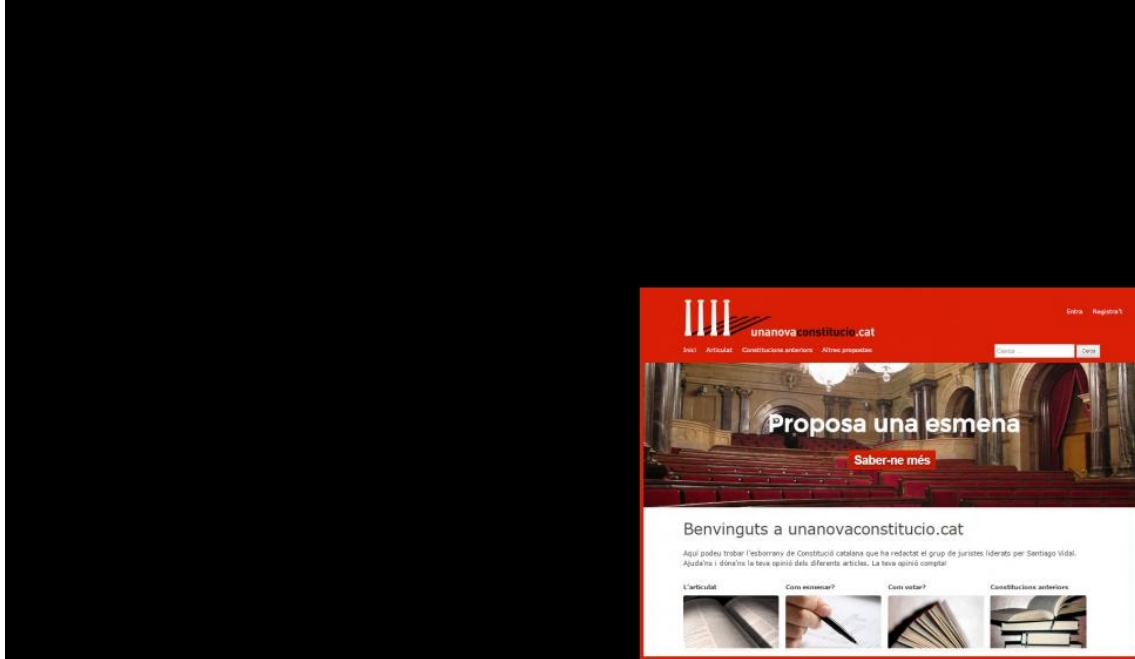 unanovaconstitucio.cat
Entra Registra't
Inici Articulat Constitucions anteriors Altres propostes
Cerca ... Cerca
Proposa una esmena
Saber-ne més
Benvinguts a unanovaconstitucio.cat
Aquí podeu trobar l'esborrany de Constitució catalana que ha redactat el grup de juristes liderats per Santiago Vidal.
Ajuda'ns i dóna'ns la teva opinió dels diferents articles. La teva opinió compta!
L'articulat Com esmenar? Com votar? Constitucions anteriors